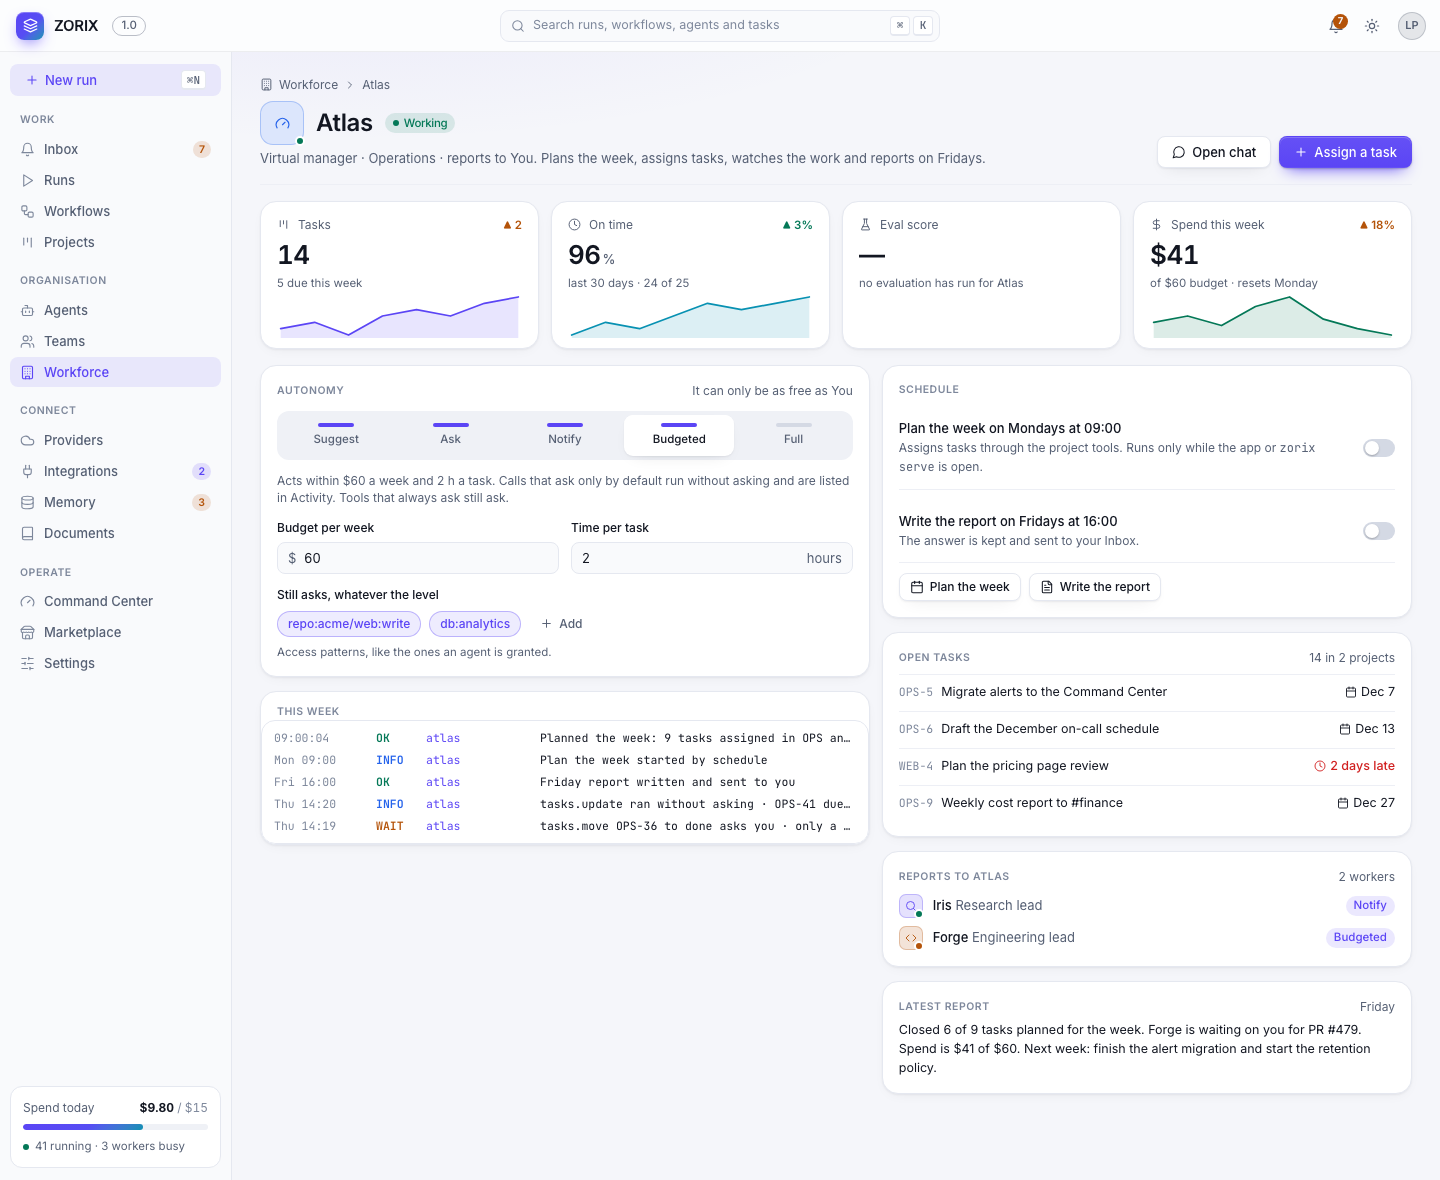 ZORIX 1.0
Search runs, workflows, agents and tasks
⌘ K
7
LP
New run ⌘N
WORK
Inbox 7
Runs
Workflows
Projects
ORGANISATION
Agents
Teams
Workforce
CONNECT
Providers
Integrations 2
Memory 3
Documents
OPERATE
Command Center
Marketplace
Settings
Spend today $9.80 / $15
41 running · 3 workers busy
Workforce > Atlas
Atlas Working
Virtual manager · Operations · reports to You. Plans the week, assigns tasks, watches the work and reports on Fridays.
Open chat
+ Assign a task
Tasks ▲ 2
14
5 due this week
On time ▲ 3%
96 %
last 30 days · 24 of 25
Eval score
—
no evaluation has run for Atlas
Spend this week ▲ 18%
$41
of $60 budget · resets Monday
AUTONOMY It can only be as free as You
Suggest Ask Notify Budgeted Full
Acts within $60 a week and 2 h a task. Calls that ask only by default run without asking and are listed
in Activity. Tools that always ask still ask.
Budget per week Time per task
$ 60 2 hours
Still asks, whatever the level
repo:acme/web:write db:analytics + Add
Access patterns, like the ones an agent is granted.
THIS WEEK
09:00:04 OK atlas Planned the week: 9 tasks assigned in OPS an…
Mon 09:00 INFO atlas Plan the week started by schedule
Fri 16:00 OK atlas Friday report written and sent to you
Thu 14:20 INFO atlas tasks.update ran without asking · OPS-41 due…
Thu 14:19 WAIT atlas tasks.move OPS-36 to done asks you · only a …
SCHEDULE
Plan the week on Mondays at 09:00
Assigns tasks through the project tools. Runs only while the app or zorix
serve is open.
Write the report on Fridays at 16:00
The answer is kept and sent to your Inbox.
Plan the week Write the report
OPEN TASKS 14 in 2 projects
OPS-5 Migrate alerts to the Command Center Dec 7
OPS-6 Draft the December on-call schedule Dec 13
WEB-4 Plan the pricing page review 2 days late
OPS-9 Weekly cost report to #finance Dec 27
REPORTS TO ATLAS 2 workers
Iris Research lead Notify
Forge Engineering lead Budgeted
LATEST REPORT Friday
Closed 6 of 9 tasks planned for the week. Forge is waiting on you for PR #479.
Spend is $41 of $60. Next week: finish the alert migration and start the retention
policy.